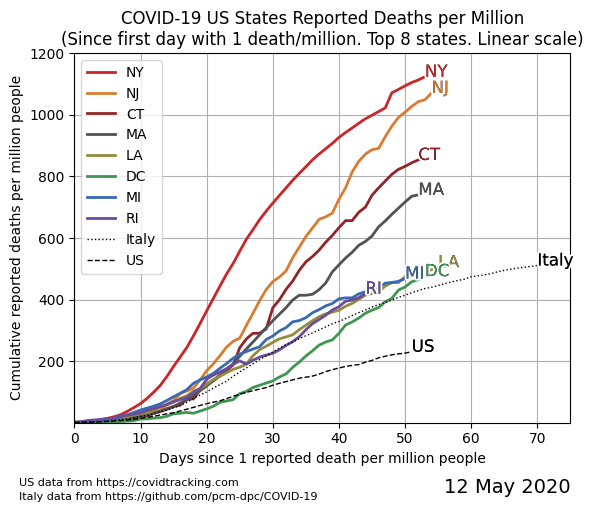 COVID-19 US States Reported Deaths per Million
(Since first day with 1 death/million. Top 8 states. Linear scale)
Cumulative reported deaths per million people
1200
1000
800
600
400
200
NY
NJ
CT
MA
LA
DC
MI
RI
Italy
US
NY
NJ
CT
MA
LA
Italy
DC
MI
RI
US
0 10 20 30 40 50 60 70
Days since 1 reported death per million people
US data from https://covidtracking.com
Italy data from https://github.com/pcm-dpc/COVID-19
12 May 2020